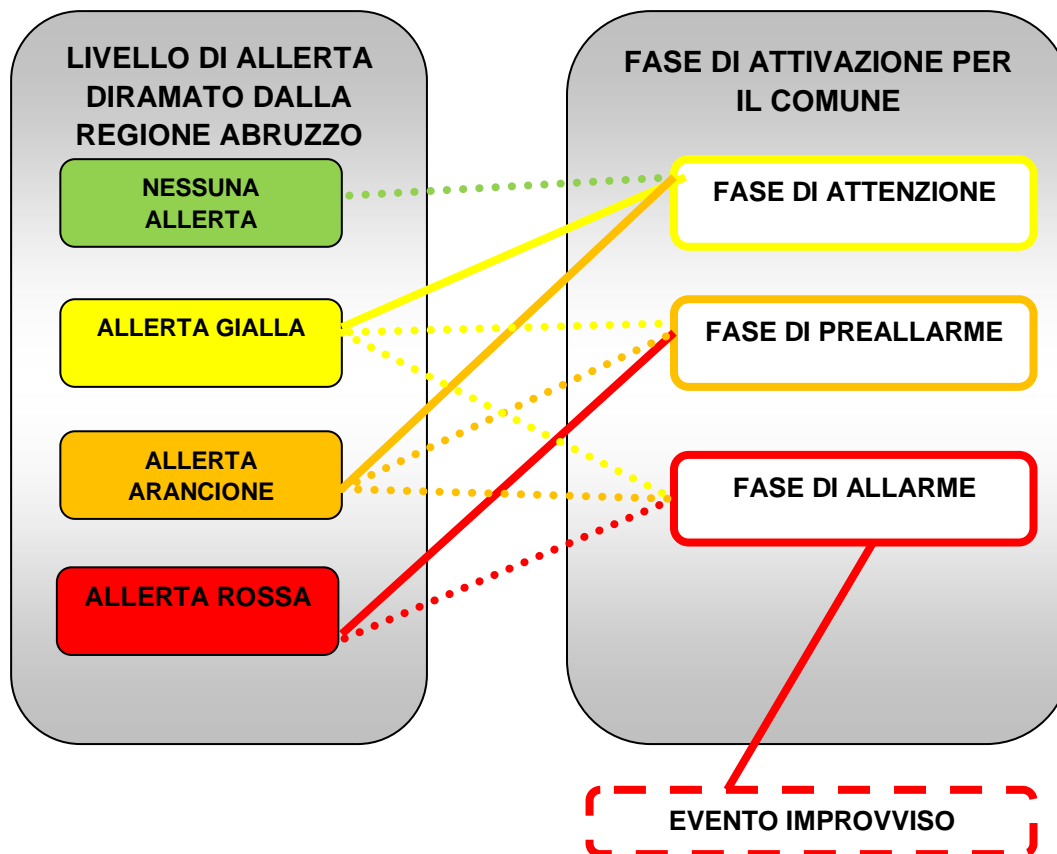 LIVELLO DI ALLERTA
DIRAMATO DALLA
REGIONE ABRUZZO
NESSUNA
ALLERTA
ALLERTA GIALLA
ALLERTA
ARANCIONE
ALLERTA ROSSA
FASE DI ATTIVAZIONE PER
IL COMUNE
FASE DI ATTENZIONE
FASE DI PREALLARME
FASE DI ALLARME
EVENTO IMPROVVISO